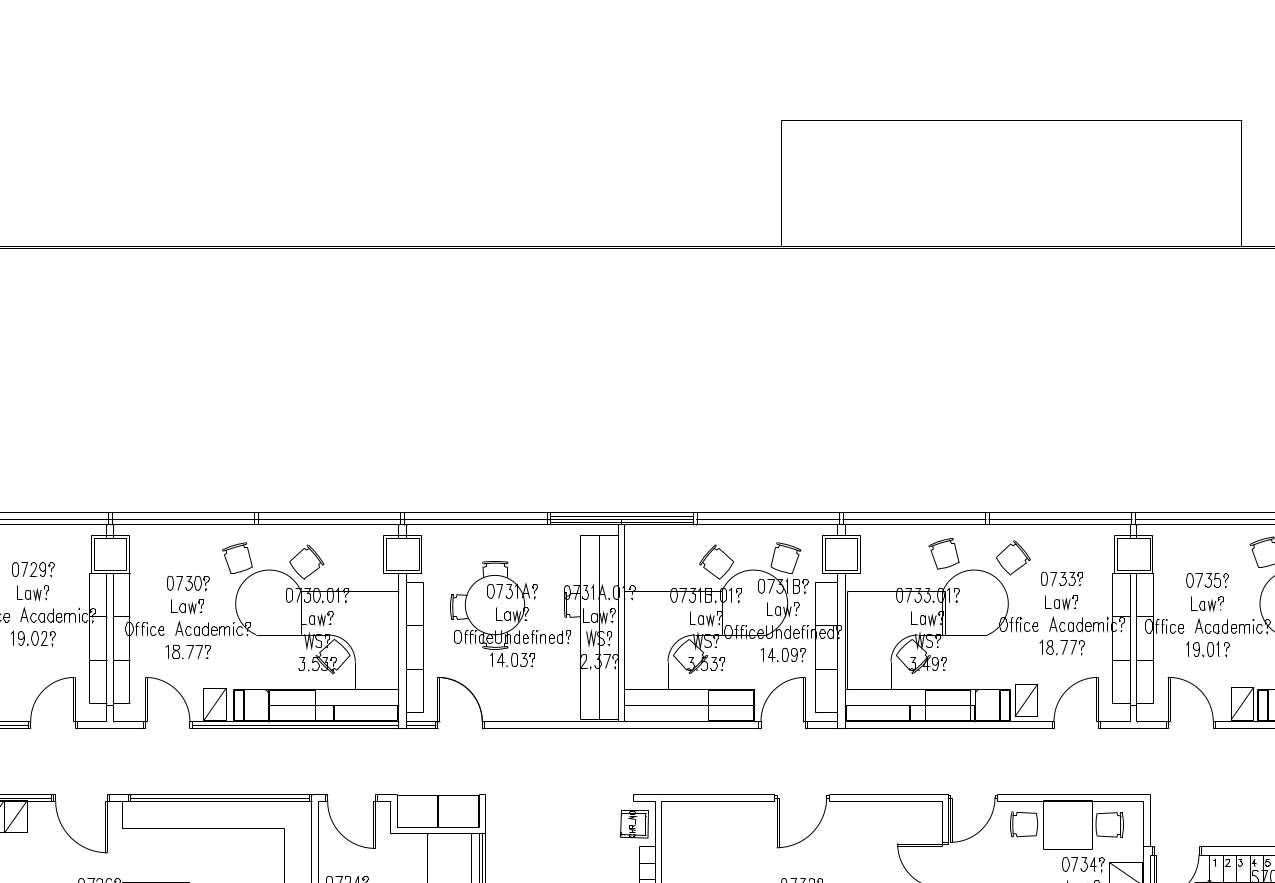 0729?
Law?
ce Academic?
19.02?
0730?
Law?
Office Academic?
18.77?
0730.01?
Law?
WS?
3.53?
0731A?
Law?
OfficeUndefined?
14.03?
0731A.01?
Law?
WS?
2.37?
0731B.01?
Law?
WS?
3.53?
0731B?
Law?
OfficeUndefined?
14.09?
0733.01?
Law?
WS?
3.49?
0733?
Law?
Office Academic?
18.77?
0735?
Law?
Office Academic?
19.01?
0734?
1 2 3 4 5